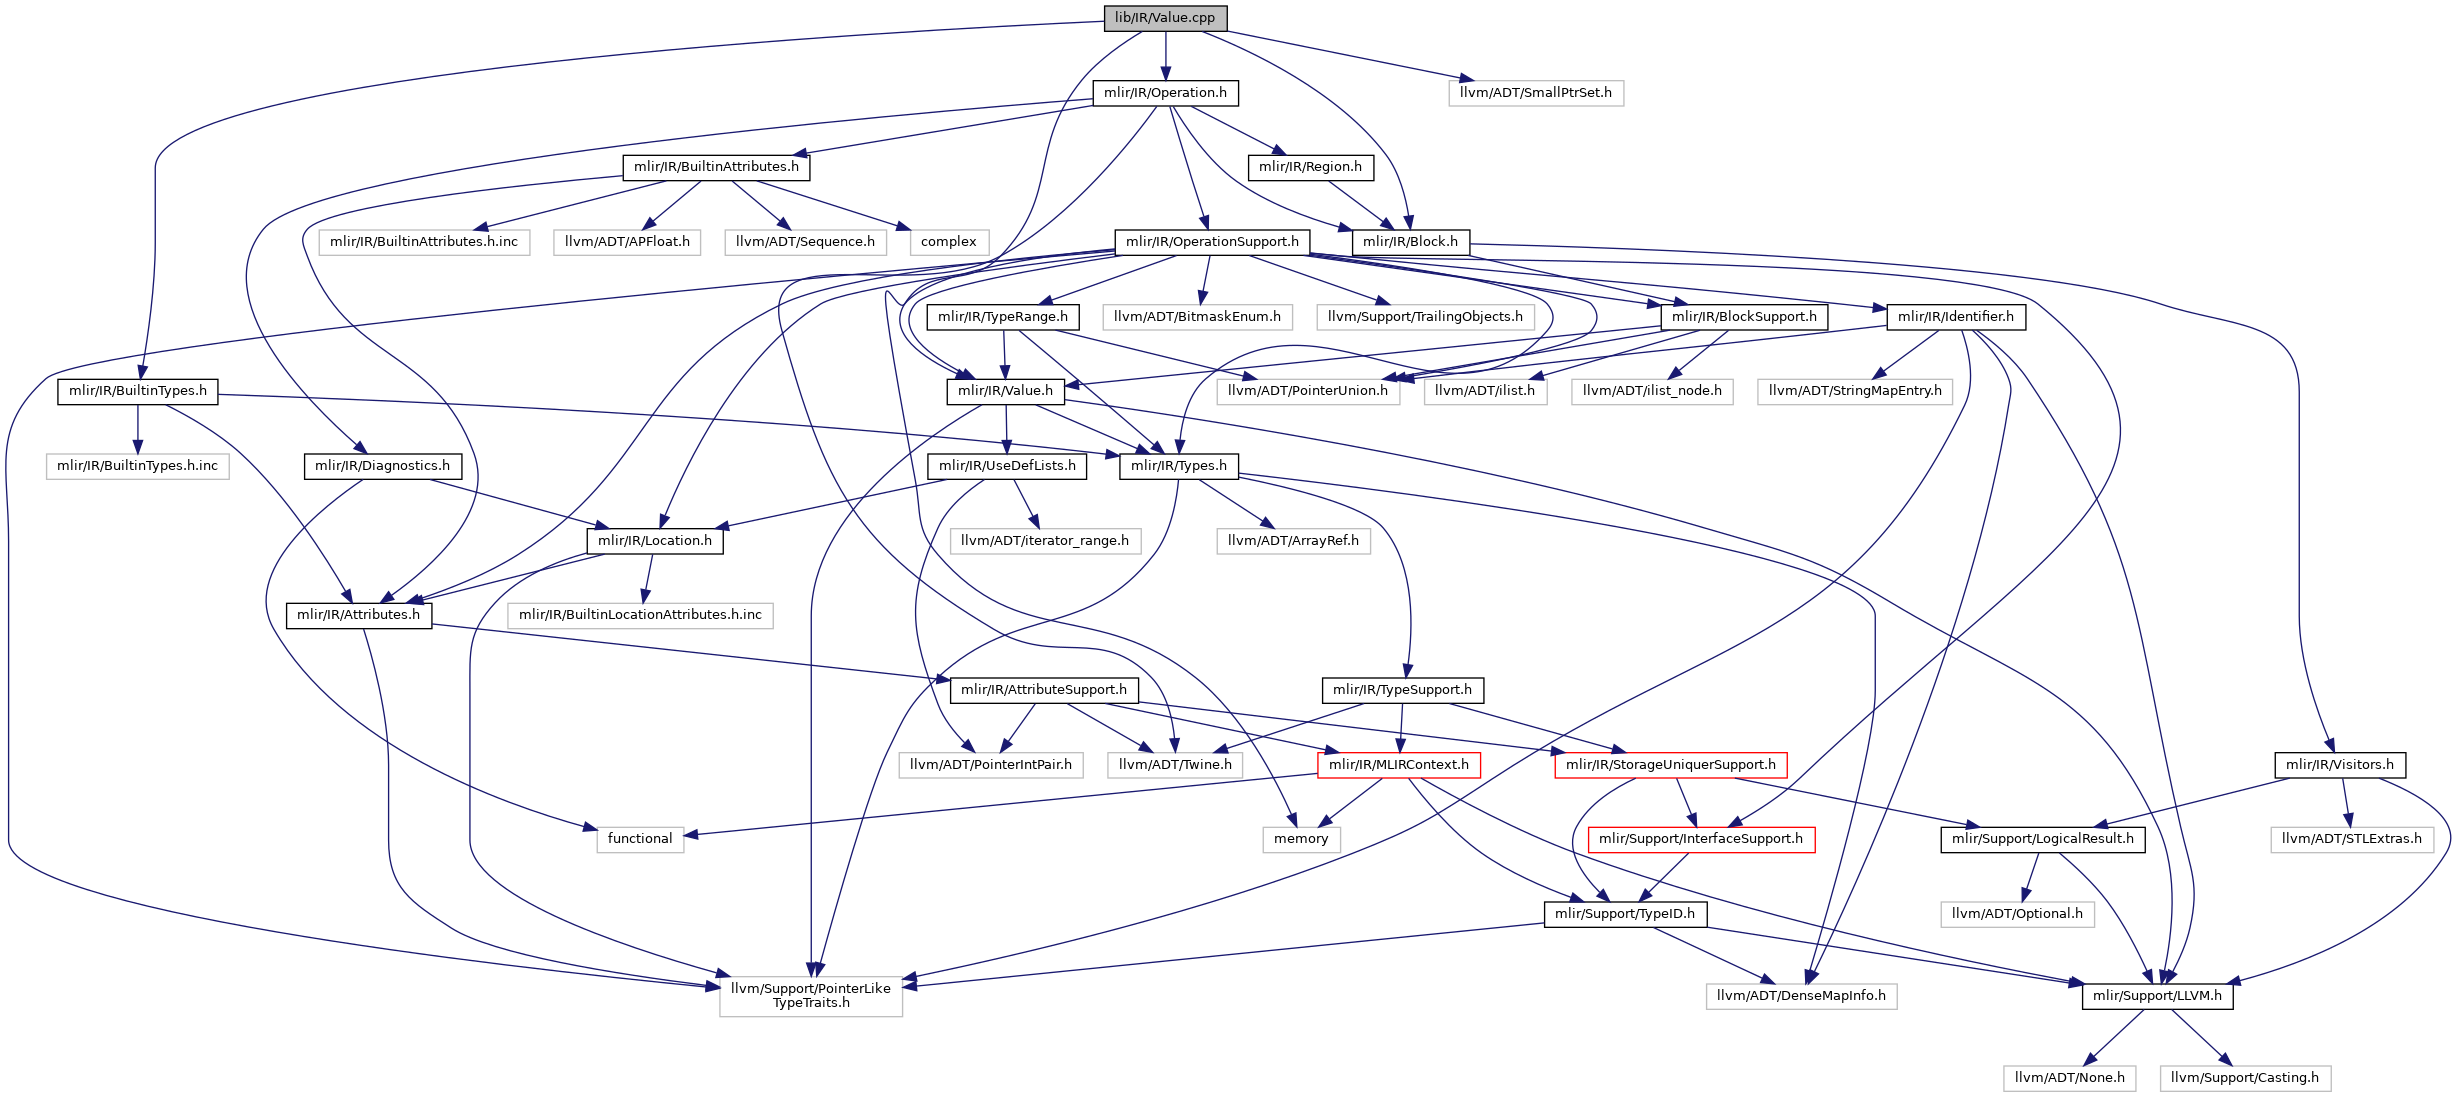 lib/IR/Value.cpp
mlir/IR/Operation.h
llvm/ADT/SmallPtrSet.h
mlir/IR/BuiltinAttributes.h
mlir/IR/Region.h
mlir/IR/BuiltinAttributes.h.inc
llvm/ADT/APFloat.h
llvm/ADT/Sequence.h
complex
mlir/IR/OperationSupport.h
mlir/IR/Block.h
mlir/IR/TypeRange.h
llvm/ADT/BitmaskEnum.h
llvm/Support/TrailingObjects.h
mlir/IR/BlockSupport.h
mlir/IR/Identifier.h
mlir/IR/BuiltinTypes.h
mlir/IR/Value.h
llvm/ADT/PointerUnion.h
llvm/ADT/ilist.h
llvm/ADT/ilist_node.h
llvm/ADT/StringMapEntry.h
mlir/IR/BuiltinTypes.h.inc
mlir/IR/Diagnostics.h
mlir/IR/UseDefLists.h
mlir/IR/Types.h
mlir/IR/Location.h
llvm/ADT/iterator_range.h
llvm/ADT/ArrayRef.h
mlir/IR/Attributes.h
mlir/IR/BuiltinLocationAttributes.h.inc
mlir/IR/AttributeSupport.h
mlir/IR/TypeSupport.h
llvm/ADT/PointerIntPair.h
llvm/ADT/Twine.h
mlir/IR/MLIRContext.h
mlir/IR/StorageUniquerSupport.h
mlir/IR/Visitors.h
functional
memory
mlir/Support/InterfaceSupport.h
mlir/Support/LogicalResult.h
llvm/ADT/STLExtras.h
mlir/Support/TypeID.h
llvm/ADT/Optional.h
llvm/Support/PointerLike
TypeTraits.h
llvm/ADT/DenseMapInfo.h
mlir/Support/LLVM.h
llvm/ADT/None.h
llvm/Support/Casting.h